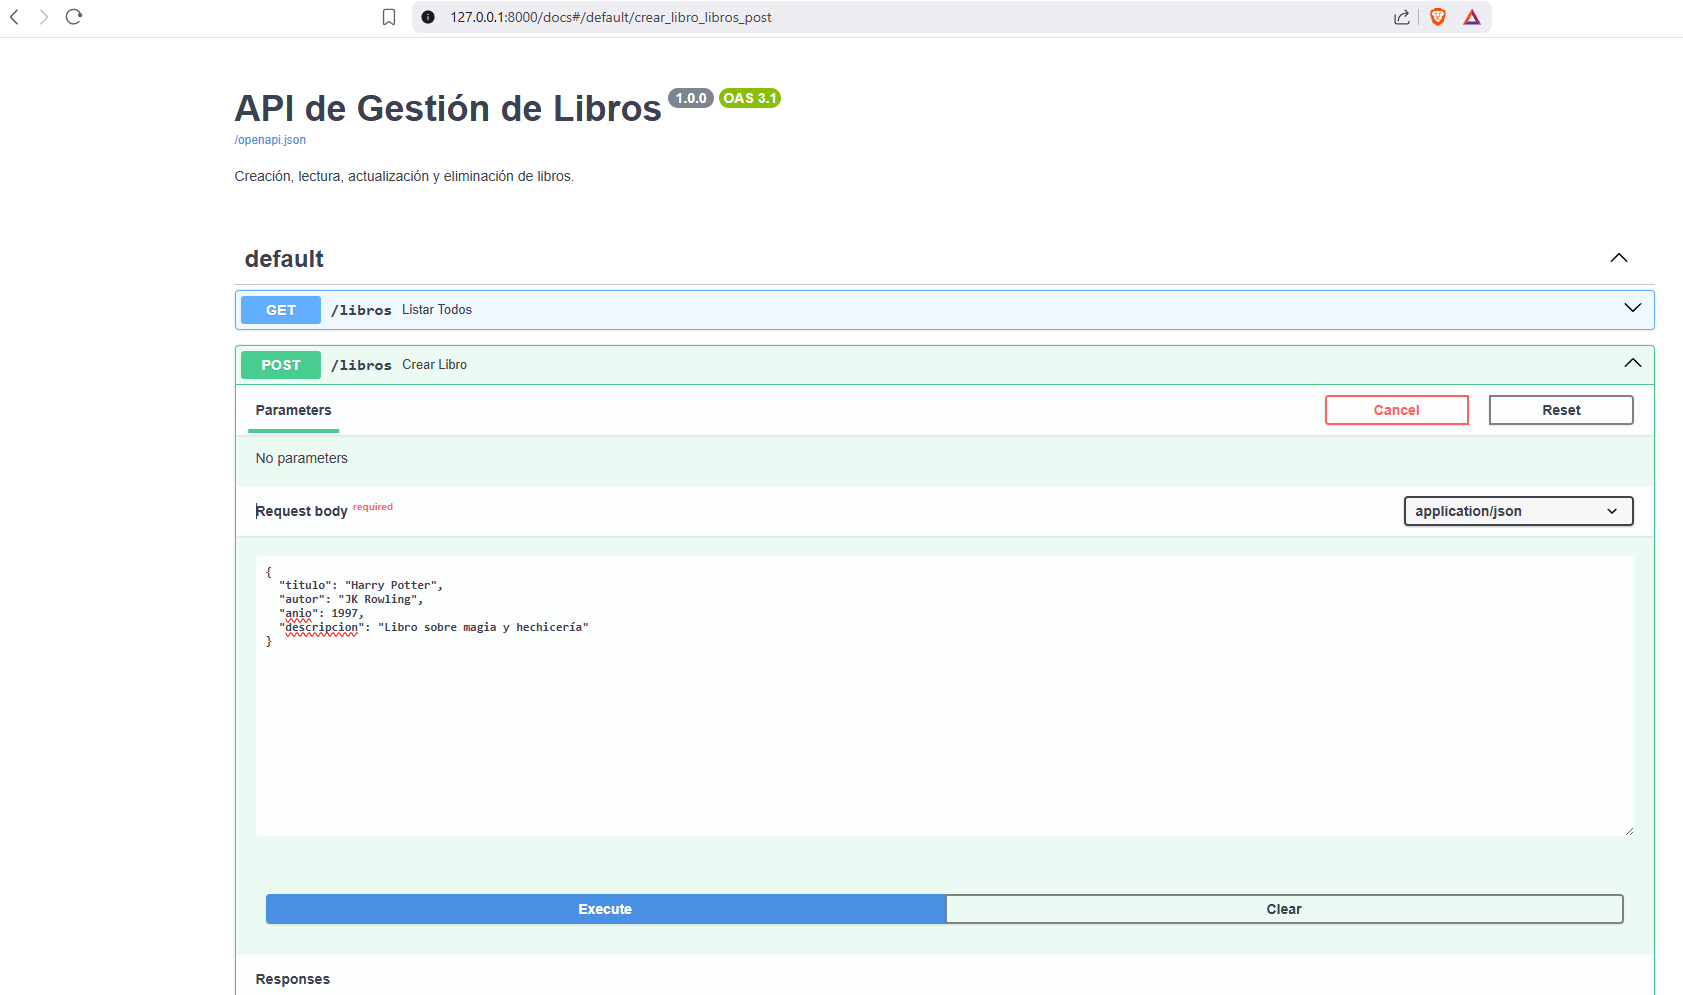 127.0.0.1:8000/docs#/default/crear_libro_libros_post
API de Gestión de Libros 1.0.0 OAS 3.1
/openapi.json
Creación, lectura, actualización y eliminación de libros.
default
GET /libros Listar Todos
POST /libros Crear Libro
Parameters Cancel Reset
No parameters
Request body required application/json
{
  "titulo": "Harry Potter",
  "autor": "JK Rowling",
  "anio": 1997,
  "descripcion": "Libro sobre magia y hechicería"
}
Execute Clear
Responses